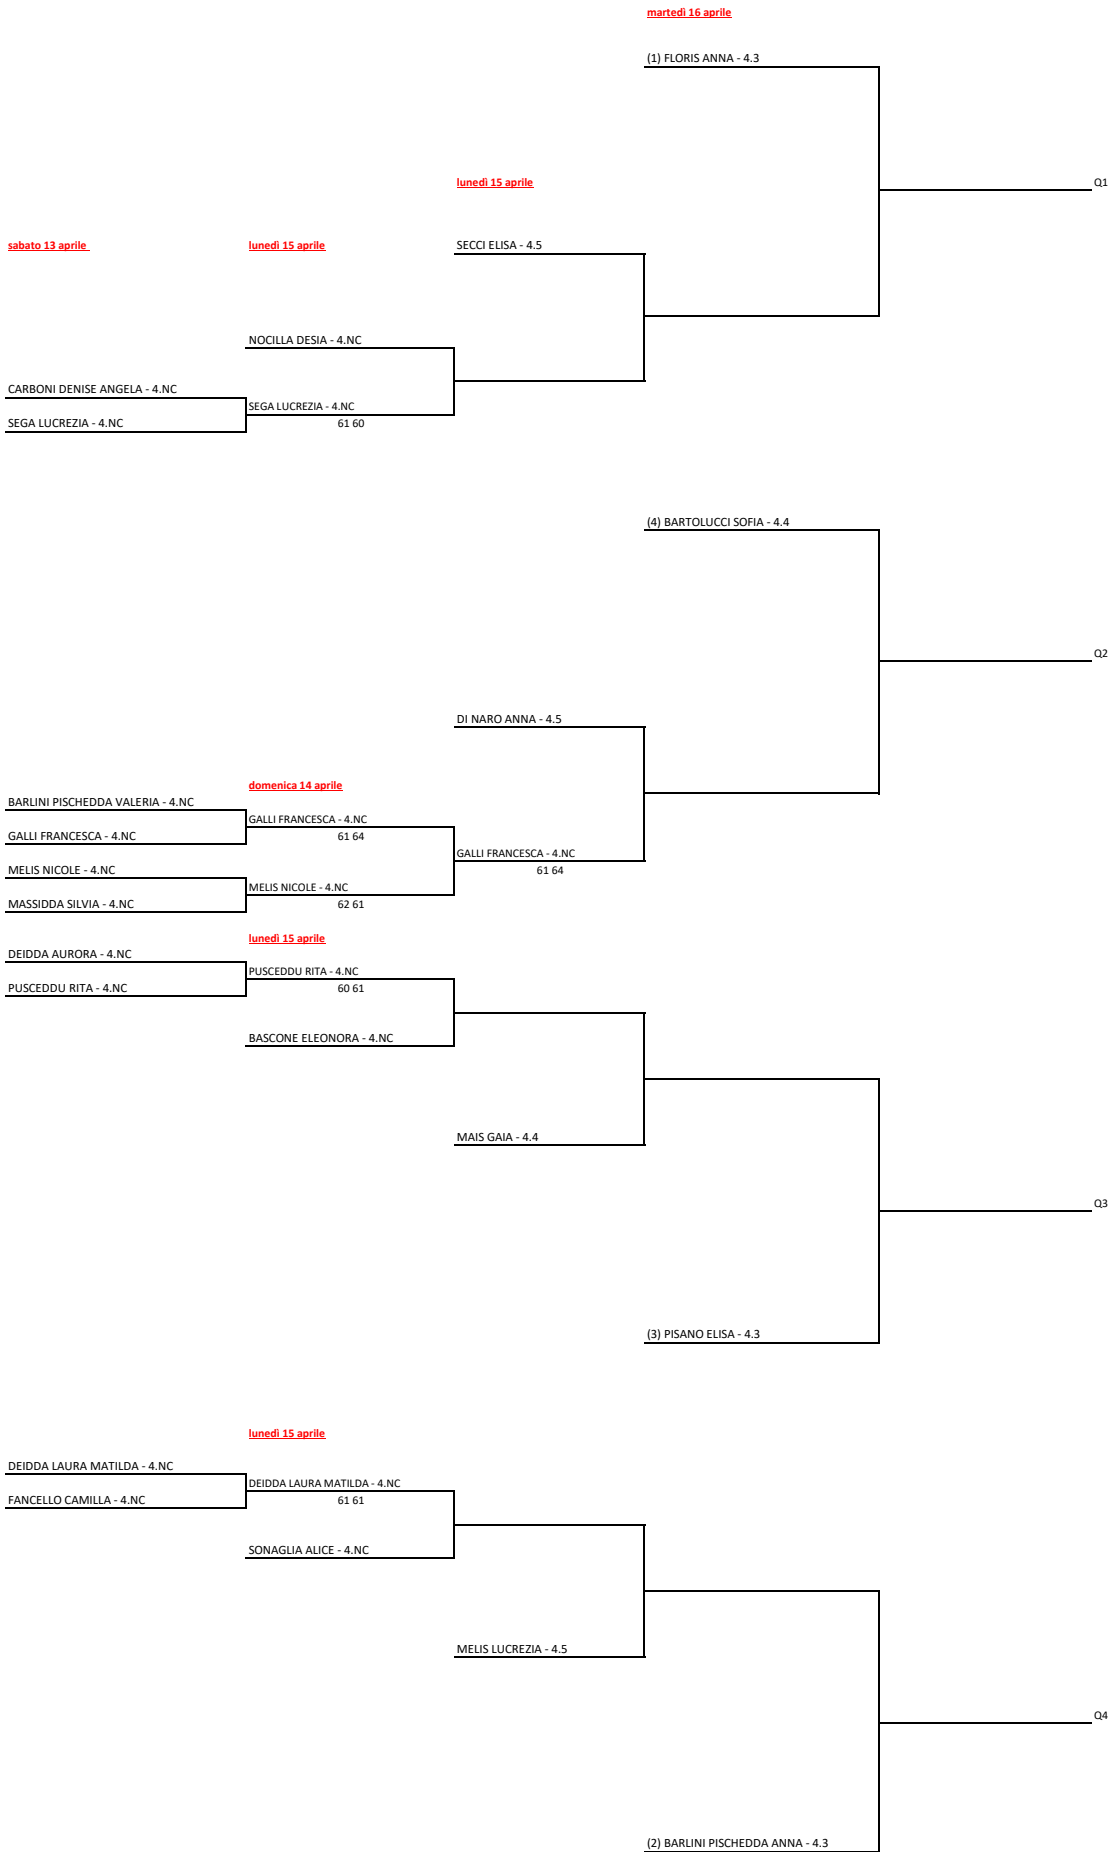 martedì 16 aprile
(1) FLORIS ANNA - 4.3
lunedì 15 aprile
Q1
sabato 13 aprile
lunedì 15 aprile
SECCI ELISA - 4.5
NOCILLA DESIA - 4.NC
CARBONI DENISE ANGELA - 4.NC
SEGA LUCREZIA - 4.NC
SEGA LUCREZIA - 4.NC
61 60
(4) BARTOLUCCI SOFIA - 4.4
Q2
DI NARO ANNA - 4.5
domenica 14 aprile
BARLINI PISCHEDDA VALERIA - 4.NC
GALLI FRANCESCA - 4.NC
GALLI FRANCESCA - 4.NC
61 64
GALLI FRANCESCA - 4.NC
61 64
MELIS NICOLE - 4.NC
MELIS NICOLE - 4.NC
MASSIDDA SILVIA - 4.NC
62 61
lunedì 15 aprile
DEIDDA AURORA - 4.NC
PUSCEDDU RITA - 4.NC
PUSCEDDU RITA - 4.NC
60 61
BASCONE ELEONORA - 4.NC
MAIS GAIA - 4.4
Q3
(3) PISANO ELISA - 4.3
lunedì 15 aprile
DEIDDA LAURA MATILDA - 4.NC
DEIDDA LAURA MATILDA - 4.NC
FANCELLO CAMILLA - 4.NC
61 61
SONAGLIA ALICE - 4.NC
MELIS LUCREZIA - 4.5
Q4
(2) BARLINI PISCHEDDA ANNA - 4.3